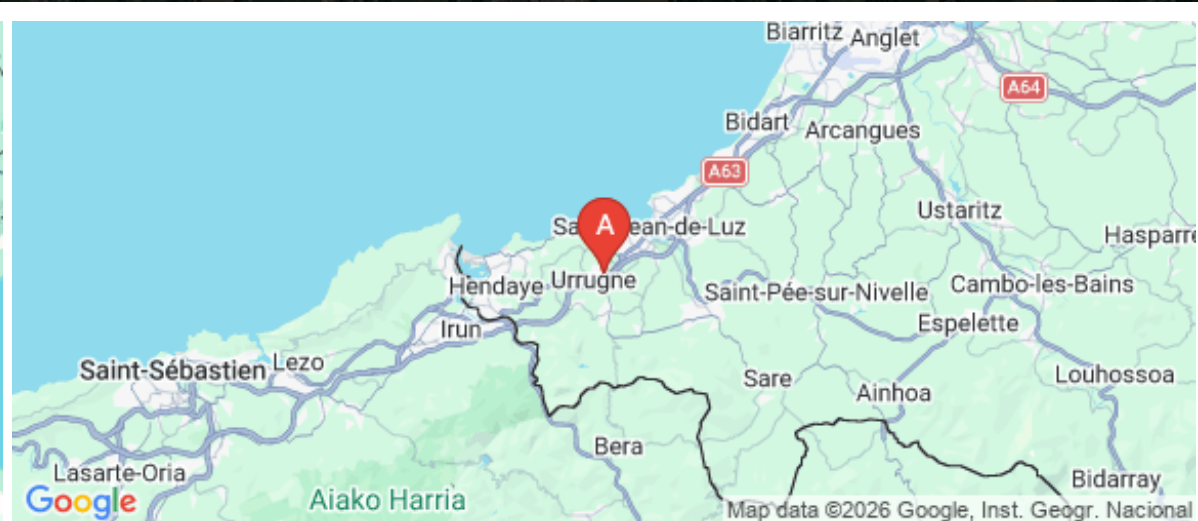 Biarritz
Anglet
A64
Bidart
Arcangues
A63
Ustaritz
A
Hasparre
Hendaye
Urrugne
Saint-Pée-sur-Nivelle
Cambo-les-Bains
Irun
Espelette
Saint-Sébastien
Lezo
Sare
Louhossoa
Ainhoa
Bera
Lasarte-Oria
Bidarray
Google
Aiako Harria
Map data ©2026 Google, Inst. Geogr. Nacional